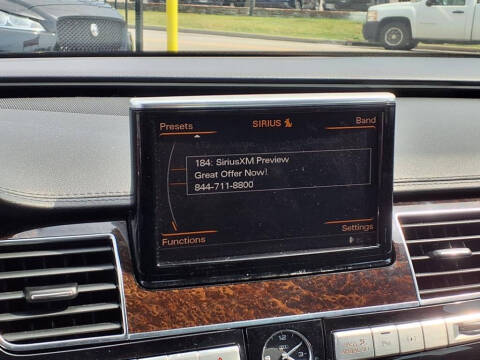 Presets
SIRIUS
Band
184: SiriusXM Preview
Great Offer Now!
844-711-8800
Functions
Settings